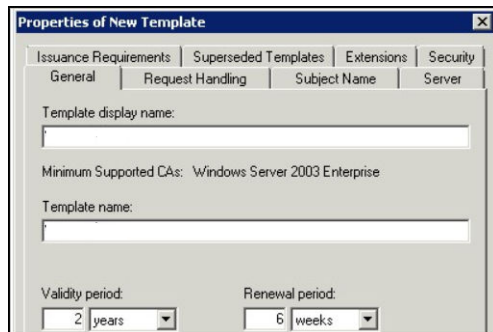 Properties of New Template
Issuance Requirements Superseded Templates Extensions Security
General Request Handling Subject Name Server
Template display name:
Minimum Supported CAs: Windows Server 2003 Enterprise
Template name:
Validity period: Renewal period:
2 years 6 weeks